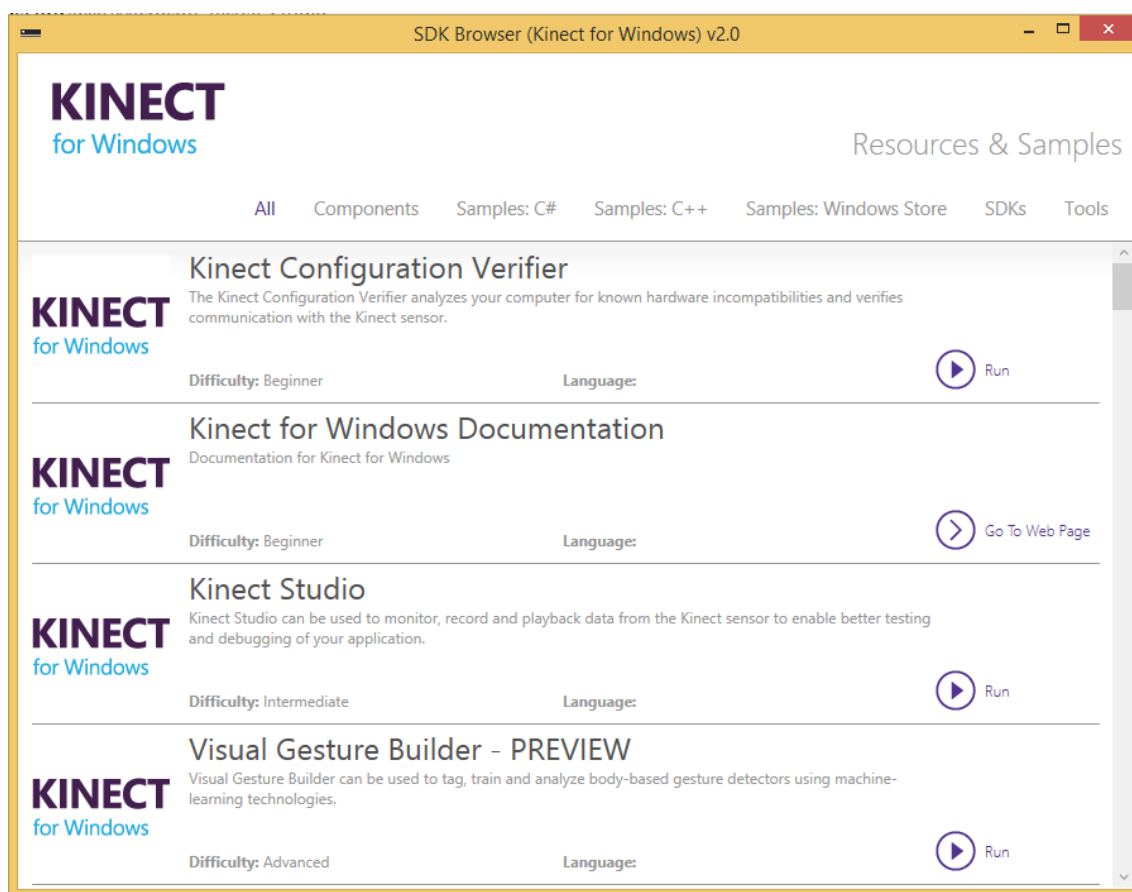 SDK Browser (Kinect for Windows) v2.0
KINECT
for Windows
Resources & Samples
All Components Samples: C# Samples: C++ Samples: Windows Store SDKs Tools
KINECT
for Windows
Kinect Configuration Verifier
The Kinect Configuration Verifier analyzes your computer for known hardware incompatibilities and verifies
communication with the Kinect sensor.
Difficulty: Beginner Language:
Run
KINECT
for Windows
Kinect for Windows Documentation
Documentation for Kinect for Windows
Difficulty: Beginner Language:
Go To Web Page
KINECT
for Windows
Kinect Studio
Kinect Studio can be used to monitor, record and playback data from the Kinect sensor to enable better testing
and debugging of your application.
Difficulty: Intermediate Language:
Run
KINECT
for Windows
Visual Gesture Builder - PREVIEW
Visual Gesture Builder can be used to tag, train and analyze body-based gesture detectors using machine-
learning technologies.
Difficulty: Advanced Language:
Run